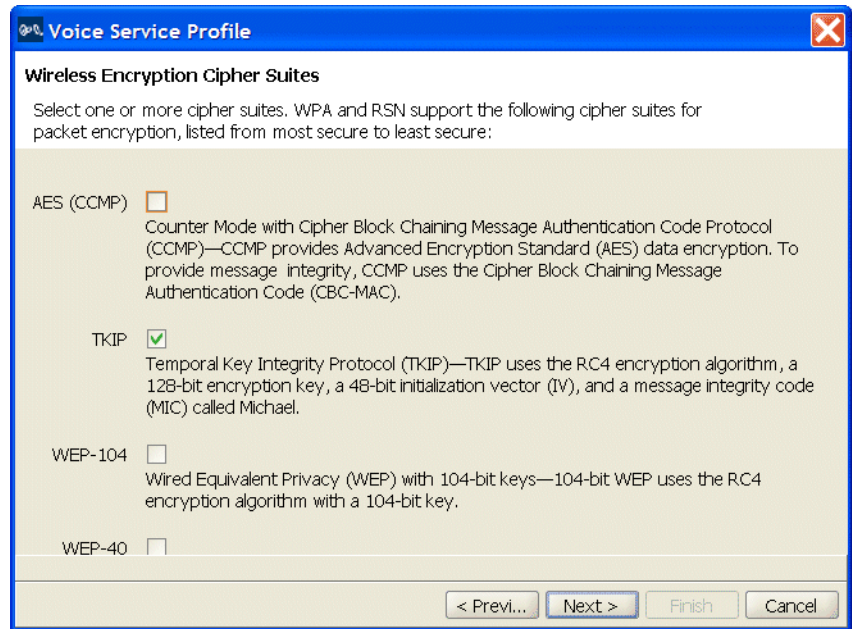 Voice Service Profile
Wireless Encryption Cipher Suites
Select one or more cipher suites. WPA and RSN support the following cipher suites for
packet encryption, listed from most secure to least secure:
AES (CCMP)
Counter Mode with Cipher Block Chaining Message Authentication Code Protocol
(CCMP)—CCMP provides Advanced Encryption Standard (AES) data encryption. To
provide message integrity, CCMP uses the Cipher Block Chaining Message
Authentication Code (CBC-MAC).
TKIP
Temporal Key Integrity Protocol (TKIP)—TKIP uses the RC4 encryption algorithm, a
128-bit encryption key, a 48-bit initialization vector (IV), and a message integrity code
(MIC) called Michael.
WEP-104
Wired Equivalent Privacy (WEP) with 104-bit keys—104-bit WEP uses the RC4
encryption algorithm with a 104-bit key.
WEP-40
< Previ... Next > Finish Cancel